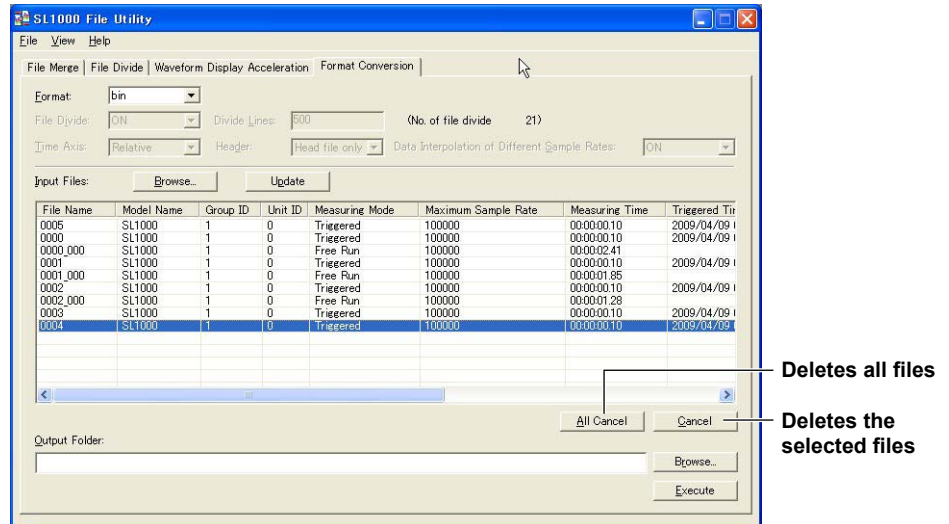 SL1000 File Utility
File View Help
File Merge File Divide Waveform Display Acceleration Format Conversion
Format: bin
File Divide: ON Divide Lines: 500 (No. of file divide 21)
Time Axis: Relative Header: Head file only Data Interpolation of Different Sample Rates: ON
Input Files: Browse... Update
File Name Model Name Group ID Unit ID Measuring Mode Maximum Sample Rate Measuring Time Triggered Tir
0005 SL1000 1 0 Triggered 100000 00:00:00.10 2009/04/09
0000 SL1000 1 0 Triggered 100000 00:00:00.10 2009/04/09
0000_000 SL1000 1 0 Free Run 100000 00:00:02.41
0001 SL1000 1 0 Triggered 100000 00:00:00.10 2009/04/09
0001_000 SL1000 1 0 Free Run 100000 00:00:01.85
0002 SL1000 1 0 Triggered 100000 00:00:00.10 2009/04/09
0002_000 SL1000 1 0 Free Run 100000 00:00:01.28
0003 SL1000 1 0 Triggered 100000 00:00:00.10 2009/04/09
0004 SL1000 1 0 Triggered 100000 00:00:00.10 2009/04/09
Deletes all files
All Cancel Cancel
Deletes the
selected files
Output Folder:
Browse...
Execute